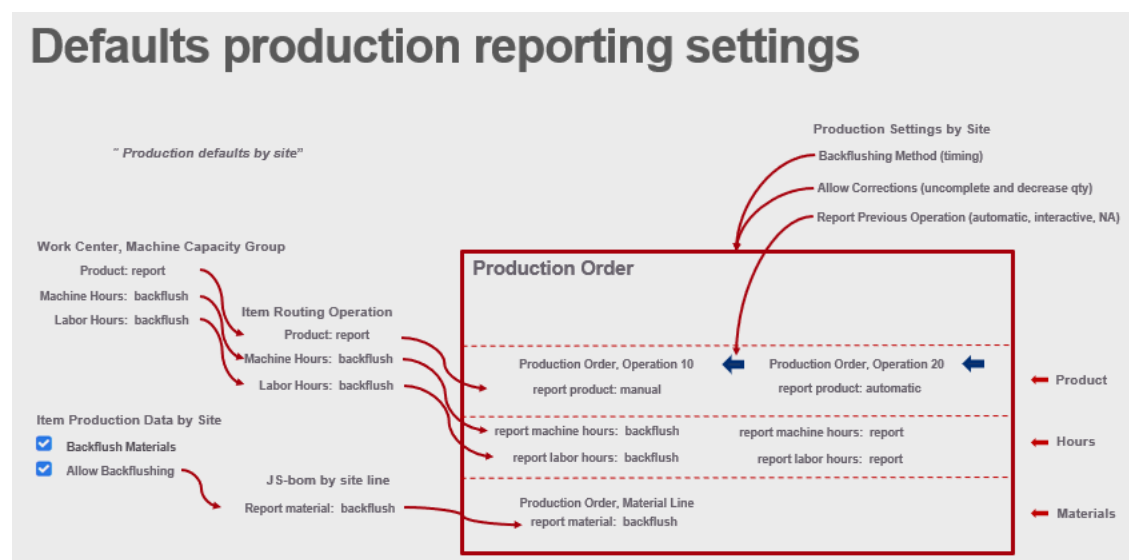 Defaults production reporting settings
Production Settings by Site
" Production defaults by site"
Backflushing Method (timing)
Allow Corrections (uncomplete and decrease qty)
Report Previous Operation (automatic, interactive, NA)
Work Center, Machine Capacity Group
Product: report
Machine Hours: backflush
Labor Hours: backflush
Item Routing Operation
Product: report
Machine Hours: backflush
Labor Hours: backflush
Item Production Data by Site
Backflush Materials
Allow Backflushing
JS-bom by site line
Report material: backflush
Production Order
Production Order, Operation 10
report product: manual
Production Order, Operation 20
report product: automatic
Product
report machine hours: backflush
report labor hours: backflush
report machine hours: report
report labor hours: report
Hours
Production Order, Material Line
report material: backflush
Materials